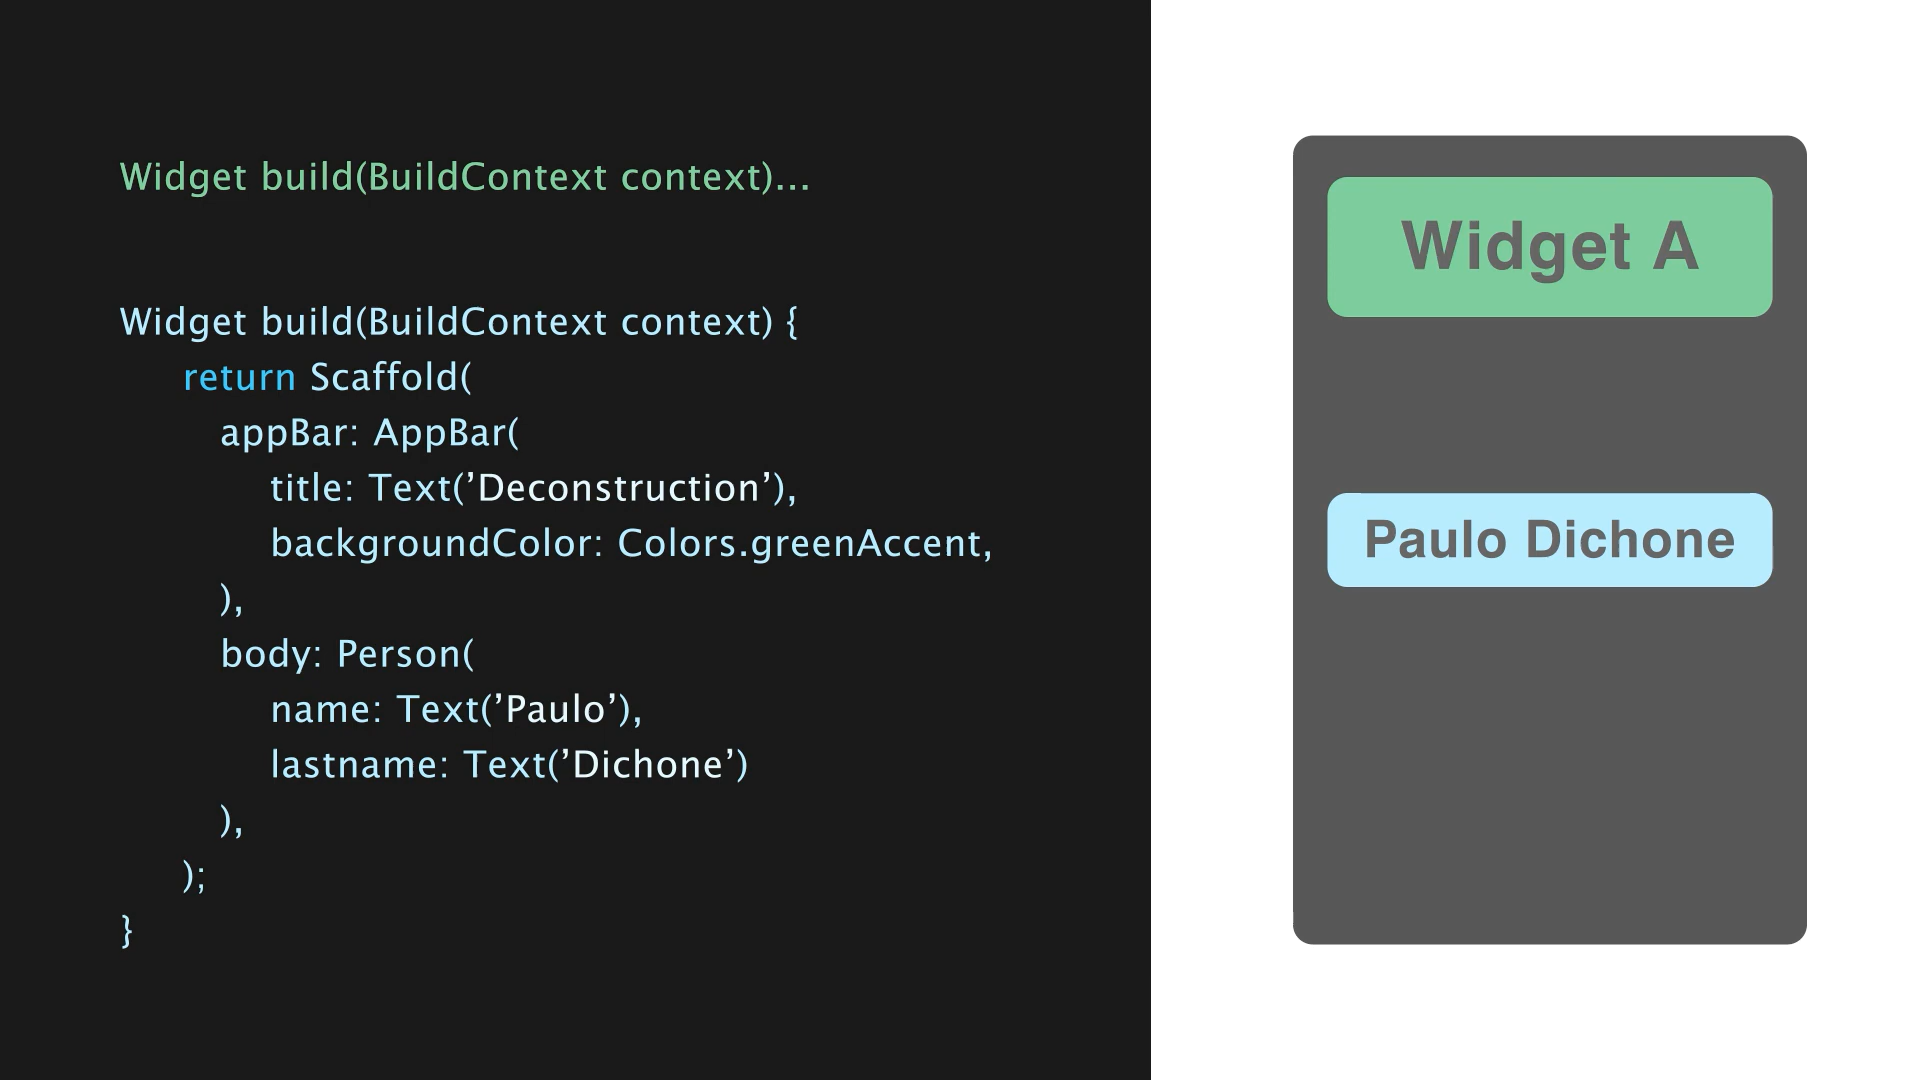 Widget build(BuildContext context)...
Widget build(BuildContext context) {
return Scaffold(
appBar: AppBar(
title: Text(’Deconstruction’),
backgroundColor: Colors.greenAccent,
),
body: Person(
name: Text(’Paulo’),
lastname: Text(’Dichone’)
),
);
}
Widget A
Paulo Dichone